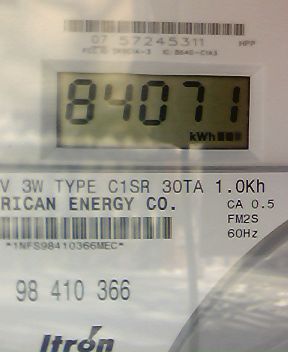 07 57245311 HPP
84071
kWh
V 3W TYPE C1SR 30TA 1.0Kh
RICAN ENERGY CO. CA 0.5
FM2S
*1NFS98410366MEC* 60Hz
98 410 366
Itron